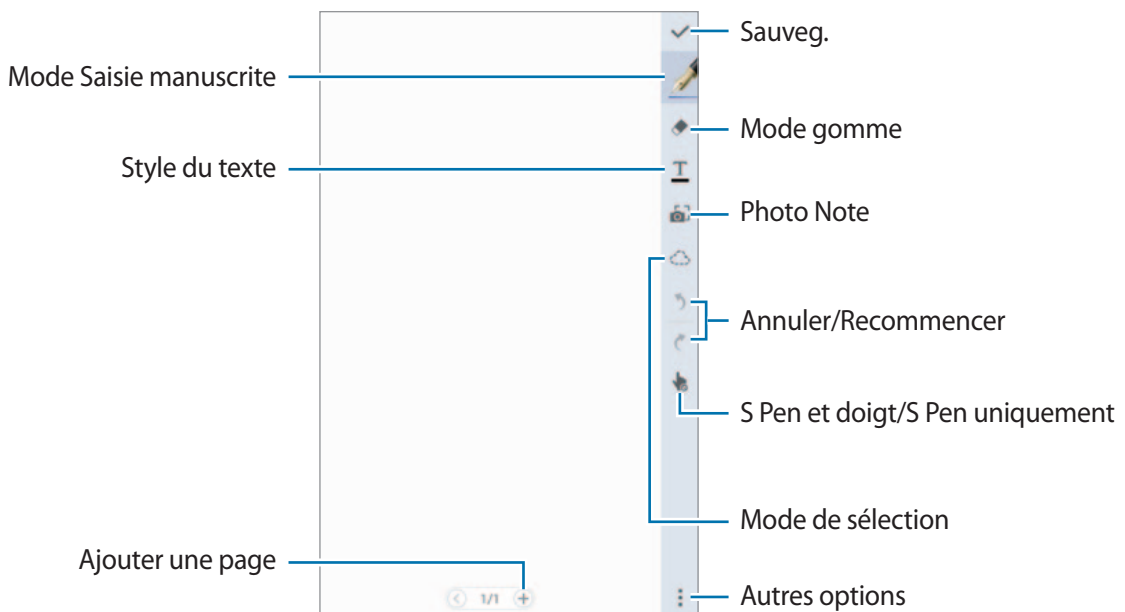 Sauveg.
Mode Saisie manuscrite
Mode gomme
Style du texte
T
Photo Note
Annuler/Recommencer
S Pen et doigt/S Pen uniquement
Mode de sélection
Ajouter une page
1/1
Autres options